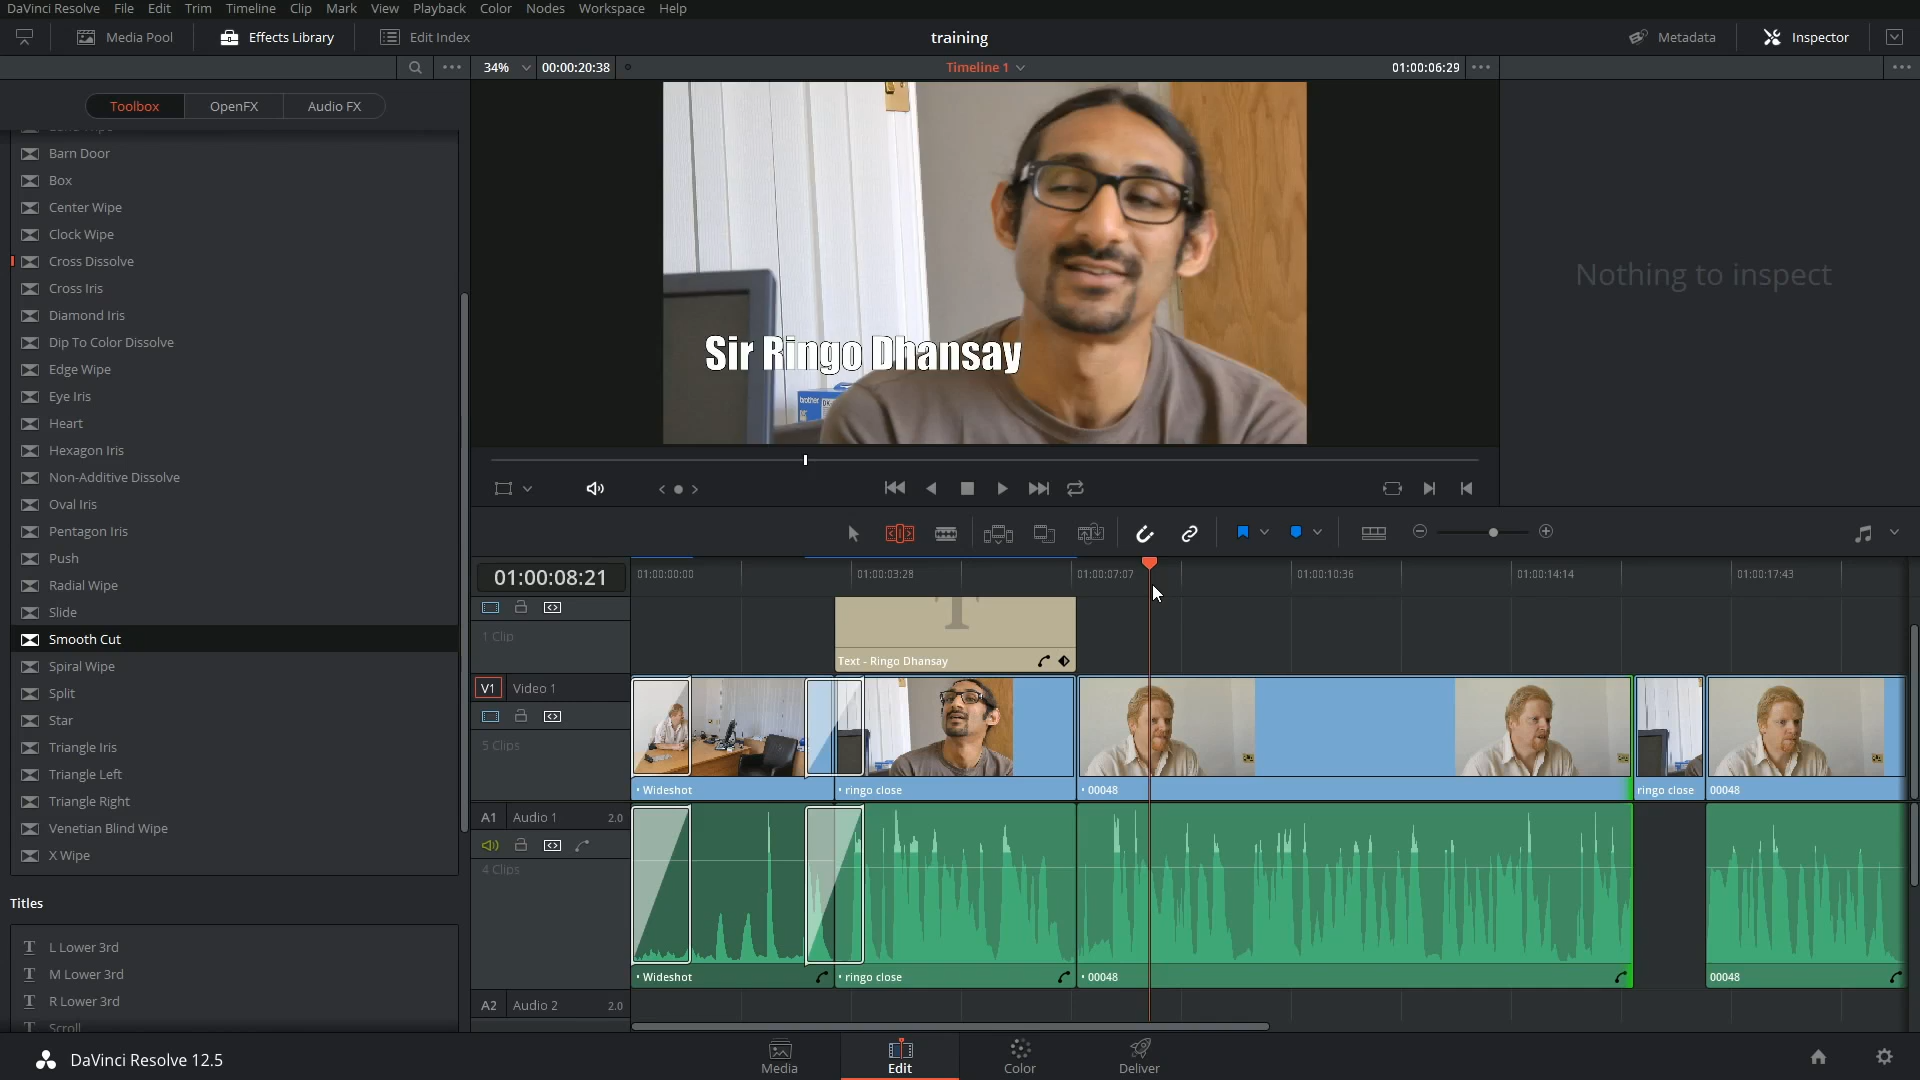 DaVinci Resolve File Edit Trim Timeline Clip Mark View Playback Color Nodes Workspace Help
Media Pool Effects Library Edit Index training Metadata Inspector
34% 00:00:20:38 Timeline 1 01:00:06:29
Toolbox OpenFX Audio FX
Barn Door
Box
Center Wipe
Clock Wipe
Cross Dissolve
Cross Iris
Diamond Iris
Dip To Color Dissolve
Edge Wipe
Eye Iris
Heart
Hexagon Iris
Non-Additive Dissolve
Oval Iris
Pentagon Iris
Push
Radial Wipe
Slide
Smooth Cut
Spiral Wipe
Split
Star
Triangle Iris
Triangle Left
Triangle Right
Venetian Blind Wipe
X Wipe
Titles
L Lower 3rd
M Lower 3rd
R Lower 3rd
Scroll
Sir Ringo Dhansay
brother
Nothing to inspect
01:00:08:21 01:00:00:00 01:00:03:28 01:00:07:07 01:00:10:36 01:00:14:14 01:00:17:43
1 Clip
T
Text - Ringo Dhansay
V1 Video 1
5 Clips
• Wideshot • ringo close • 00048 ringo close 00048
A1 Audio 1 2.0
4 Clips
• Wideshot • ringo close • 00048 00048
A2 Audio 2 2.0
DaVinci Resolve 12.5 Media Edit Color Deliver